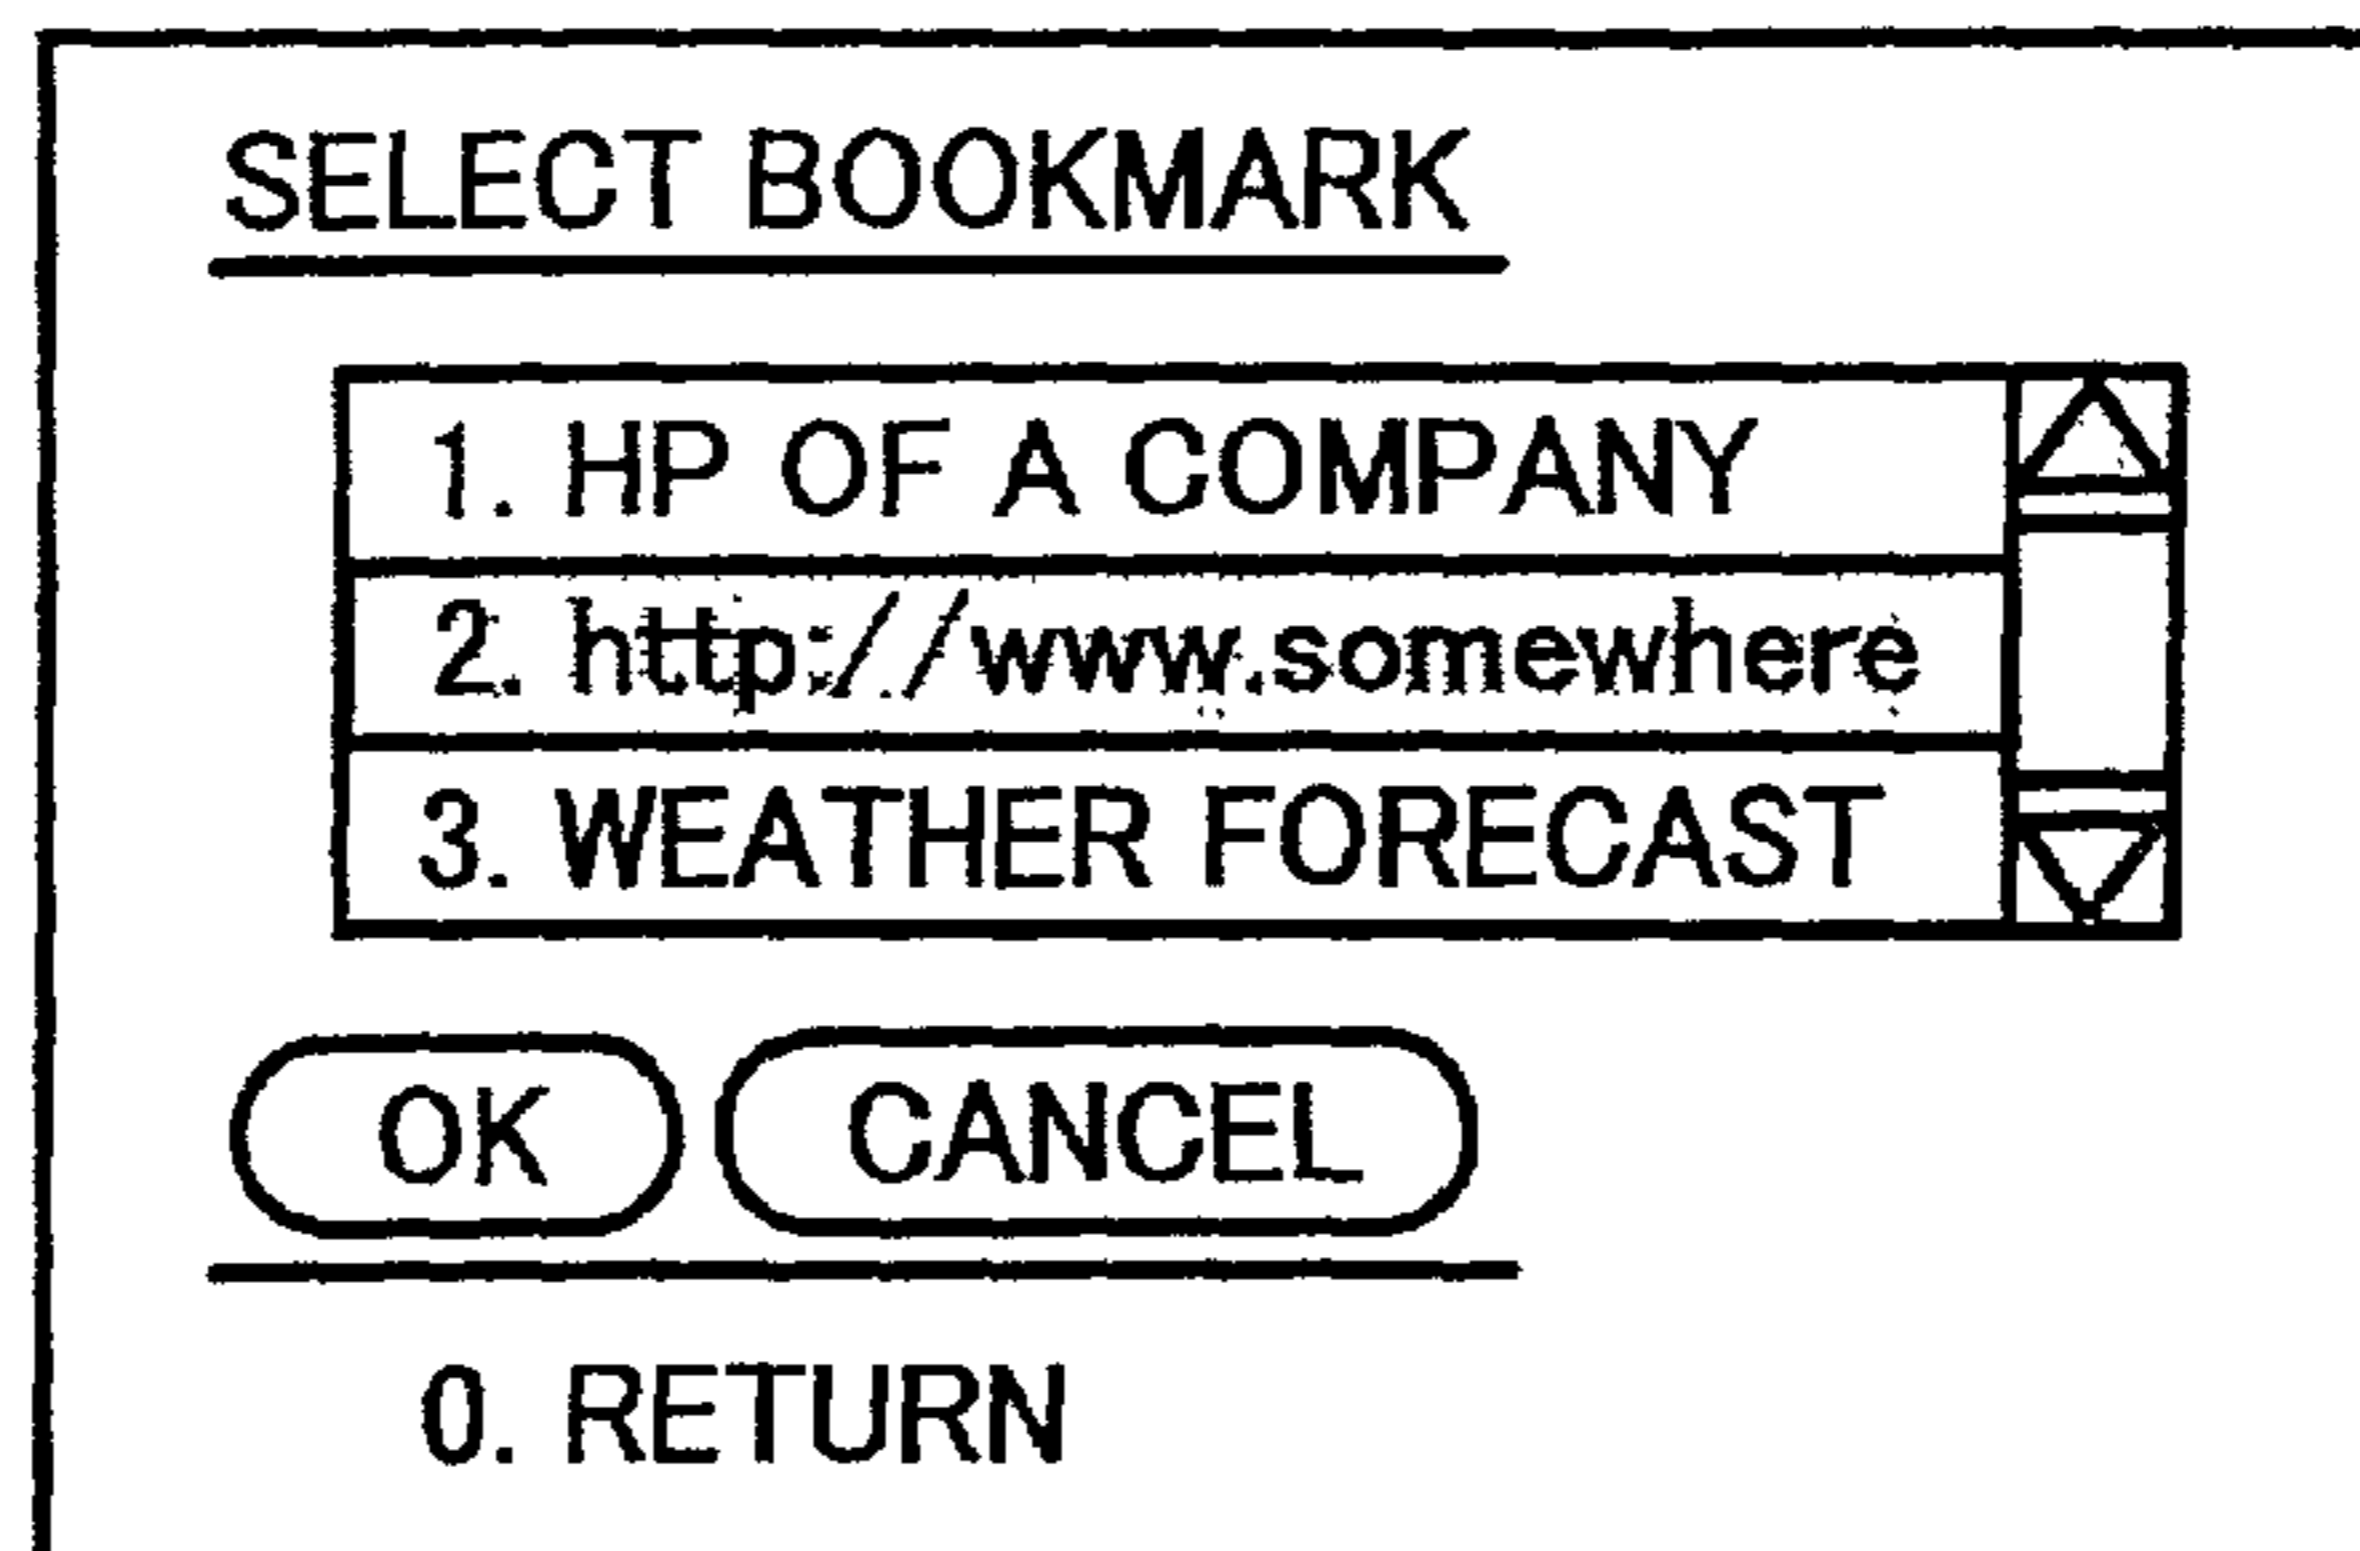 SELECT BOOKMARK
1. HP OF A COMPANY
2. http://www.somewhere
3. WEATHER FORECAST
OK CANCEL
0. RETURN